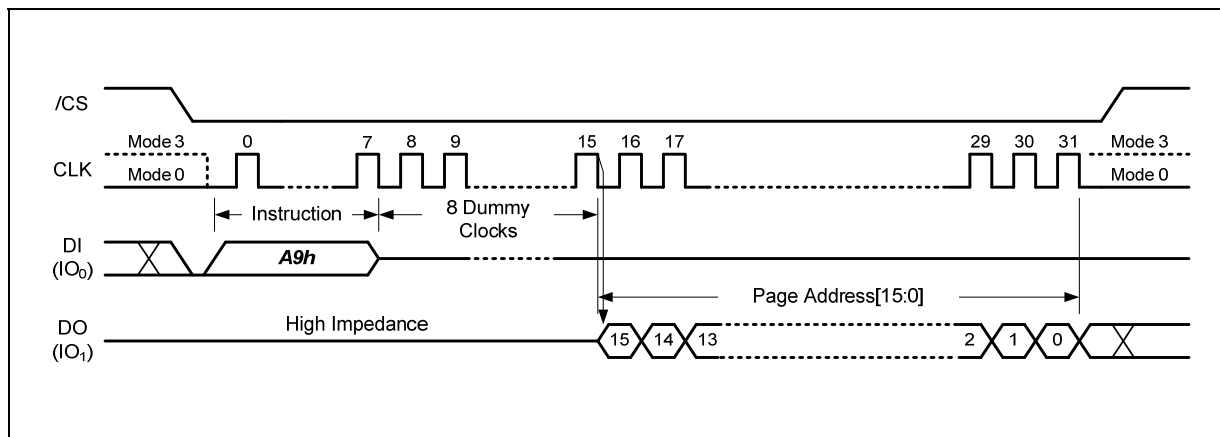 /CS
Mode 3 0 7 8 9 15 16 17 29 30 31 Mode 3
CLK
Mode 0 Mode 0
Instruction 8 Dummy
Clocks
DI
(IO₀)
A9h
Page Address[15:0]
High Impedance
DO
(IO₁)
15 14 13 2 1 0